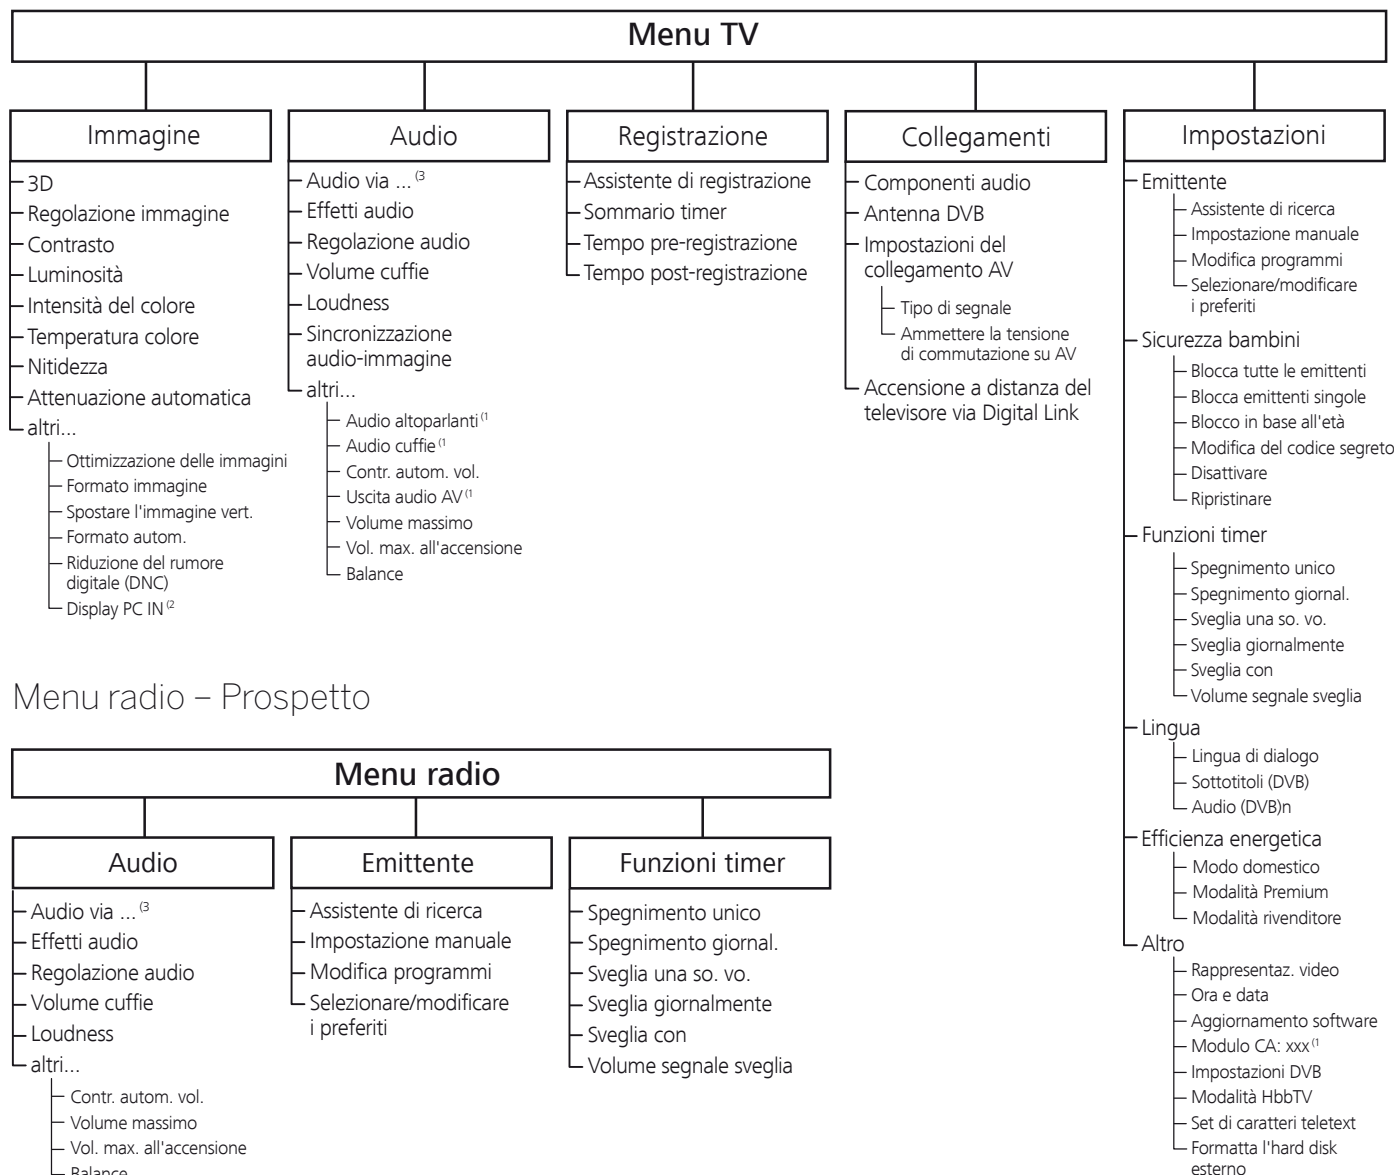 Menu TV
Immagine
3D
Regolazione immagine
Contrasto
Luminosità
Intensità del colore
Temperatura colore
Nitidezza
Attenuazione automatica
altri...
Ottimizzazione delle immagini
Formato immagine
Spostare l'immagine vert.
Formato autom.
Riduzione del rumore
digitale (DNC)
Display PC IN (2
Audio
Audio via ... (3
Effetti audio
Regolazione audio
Volume cuffie
Loudness
Sincronizzazione
audio-immagine
altri...
Audio altoparlanti (1
Audio cuffie (1
Contr. autom. vol.
Uscita audio AV (1
Volume massimo
Vol. max. all'accensione
Balance
Registrazione
Assistente di registrazione
Sommario timer
Tempo pre-registrazione
Tempo post-registrazione
Collegamenti
Componenti audio
Antenna DVB
Impostazioni del
collegamento AV
Tipo di segnale
Ammettere la tensione
di commutazione su AV
Accensione a distanza del
televisore via Digital Link
Impostazioni
Emittente
Assistente di ricerca
Impostazione manuale
Modifica programmi
Selezionare/modificare
i preferiti
Sicurezza bambini
Blocca tutte le emittenti
Blocca emittenti singole
Blocco in base all'età
Modifica del codice segreto
Disattivare
Ripristinare
Funzioni timer
Spegnimento unico
Spegnimento giornal.
Sveglia una so. vo.
Sveglia giornalmente
Sveglia con
Volume segnale sveglia
Lingua
Lingua di dialogo
Sottotitoli (DVB)
Audio (DVB)n
Efficienza energetica
Modo domestico
Modalità Premium
Modalità rivenditore
Altro
Rappresentaz. video
Ora e data
Aggiornamento software
Modulo CA: xxx (1
Impostazioni DVB
Modalità HbbTV
Set di caratteri teletext
Formatta l'hard disk
esterno
Menu radio – Prospetto
Menu radio
Audio
Audio via ... (3
Effetti audio
Regolazione audio
Volume cuffie
Loudness
altri...
Contr. autom. vol.
Volume massimo
Vol. max. all'accensione
Balance
Emittente
Assistente di ricerca
Impostazione manuale
Modifica programmi
Selezionare/modificare
i preferiti
Funzioni timer
Spegnimento unico
Spegnimento giornal.
Sveglia una so. vo.
Sveglia giornalmente
Sveglia con
Volume segnale sveglia